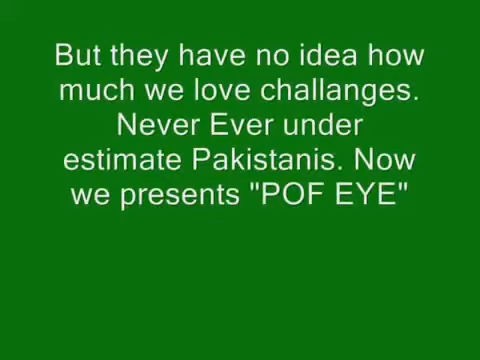 But they have no idea how
much we love challanges.
Never Ever under
estimate Pakistanis. Now
we presents "POF EYE"